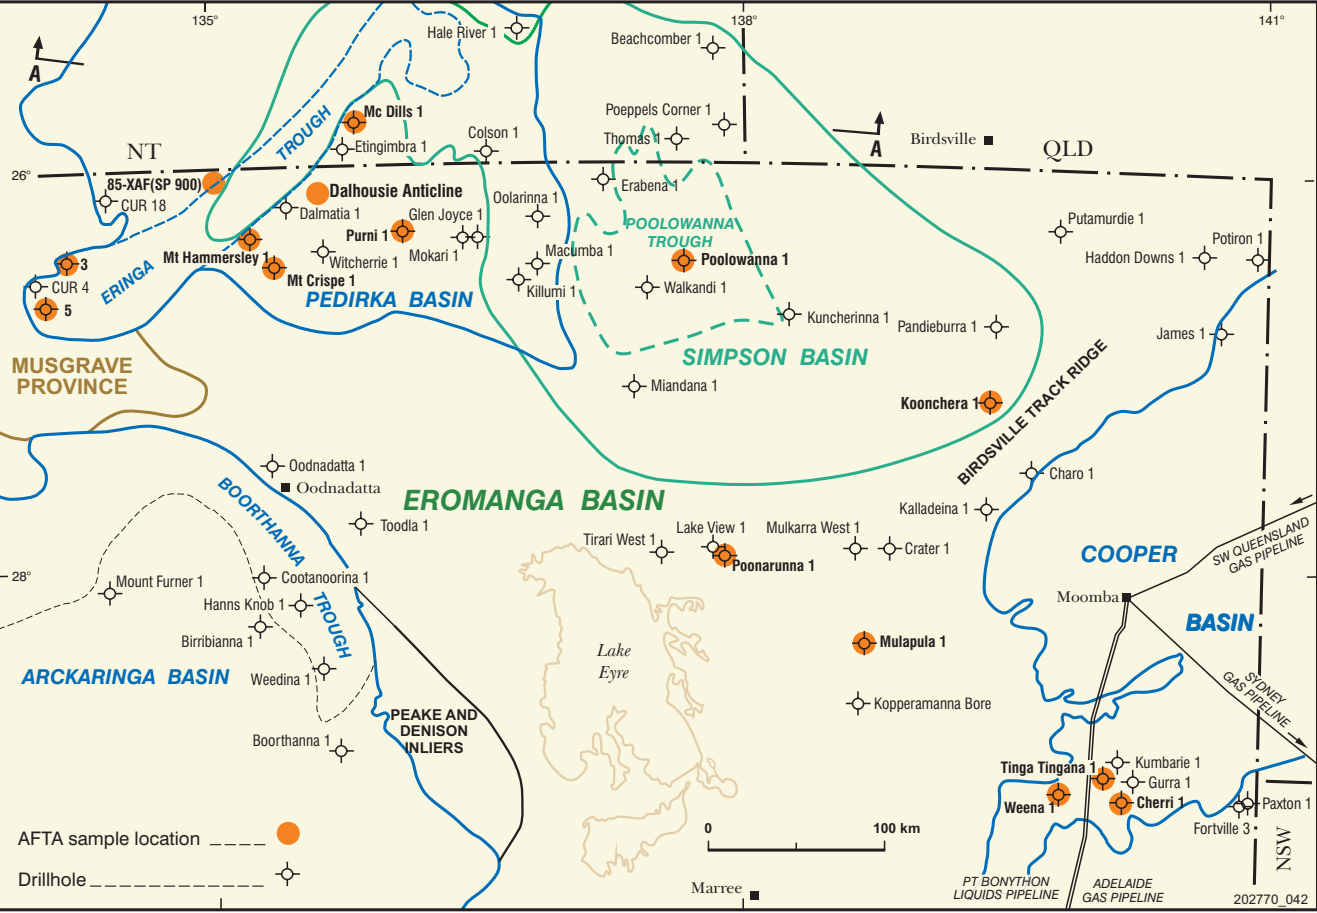 135°
138°
141°
Hale River 1
Beachcomber 1
A
Mc Dills 1
Poeppels Corner 1
TROUGH
Etingimbra 1
Colson 1
Thomas 1
A
Birdsville
NT
QLD
26°
85-XAF(SP 900)
CUR 18
Dalhousie Anticline
Erabena 1
Oolarinna 1
Dalmatia 1
Glen Joyce 1
Purni 1
POOLOWANNA
TROUGH
Putamurdie 1
Potiron 1
Mt Hammersley 1
Witcherrie 1
Mokari 1
Macumba 1
Poolowanna 1
Haddon Downs 1
3
Mt Crispe 1
CUR 4
ERINGA
Killumi 1
Walkandi 1
5
PEDIRKA BASIN
Kuncherinna 1
Pandieburra 1
James 1
MUSGRAVE
PROVINCE
SIMPSON BASIN
Miandana 1
BIRDSVILLE TRACK RIDGE
Koonchera 1
Oodnadatta 1
Oodnadatta
Charo 1
BOORTHANNA
EROMANGA BASIN
Kalladeina 1
Toodla 1
Lake View 1
Mulkarra West 1
Tirari West 1
Crater 1
SW QUEENSLAND
GAS PIPELINE
COOPER
Poonarunna 1
28°
Mount Furner 1
Cootanoorina 1
Hanns Knob 1
TROUGH
Moomba
BASIN
Birribianna 1
Lake
Eyre
Mulapula 1
ARCKARINGA BASIN
Weedina 1
SYDNEY
GAS PIPELINE
Kopperamanna Bore
PEAKE AND
DENISON
INLIERS
Boorthanna 1
Tinga Tingana 1
Kumbarie 1
Gurra 1
Weena 1
Cherri 1
Paxton 1
Fortville 3
AFTA sample location
0
100 km
Drillhole
NSW
Marree
PT BONYTHON
LIQUIDS PIPELINE
ADELAIDE
GAS PIPELINE
202770_042